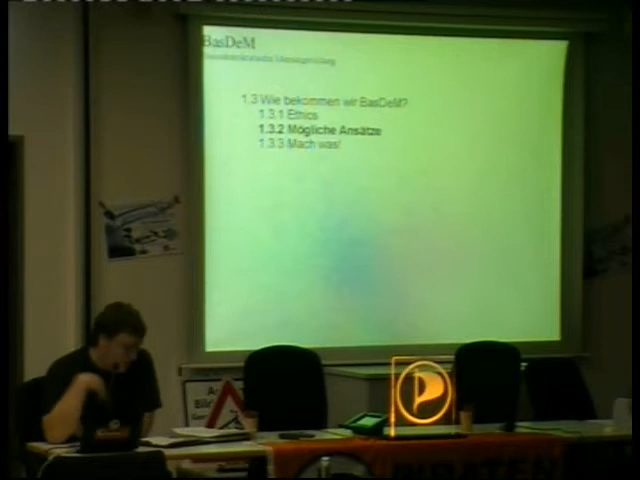 BasDeM
1.3 Wie bekommen wir BasDeM?
1.3.1 Ethics
1.3.2 Mögliche Ansätze
1.3.3 Mach was!
PIRATEN